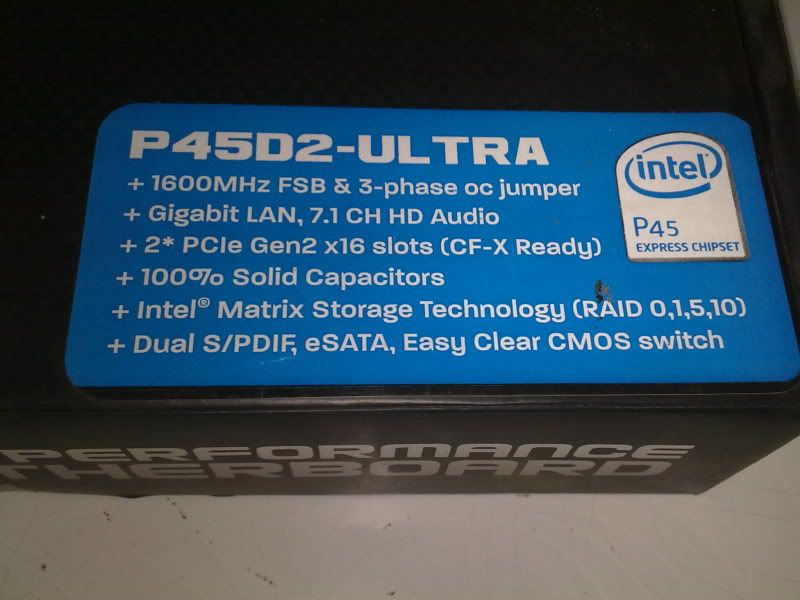 P45D2-ULTRA
+ 1600MHz FSB & 3-phase oc jumper
+ Gigabit LAN, 7.1 CH HD Audio
+ 2* PCIe Gen2 x16 slots (CF-X Ready)
+ 100% Solid Capacitors
+ Intel® Matrix Storage Technology (RAID 0,1,5,10)
+ Dual S/PDIF, eSATA, Easy Clear CMOS switch
intel
P45
EXPRESS CHIPSET
PERFORMANCE
THERBOARD